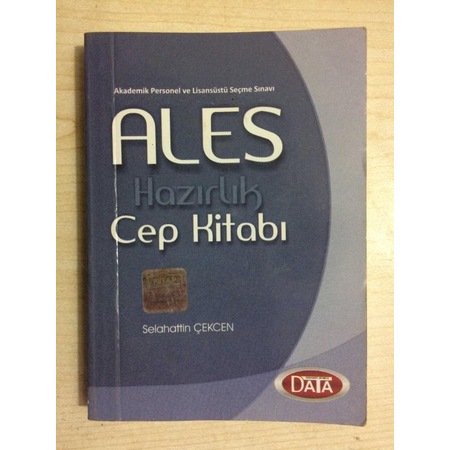 Akademik Personel ve Lisansüstü Seçme Sınavı
ALES
Hazırlık
Cep Kitabı
Selahattin ÇEKCEN
DATA